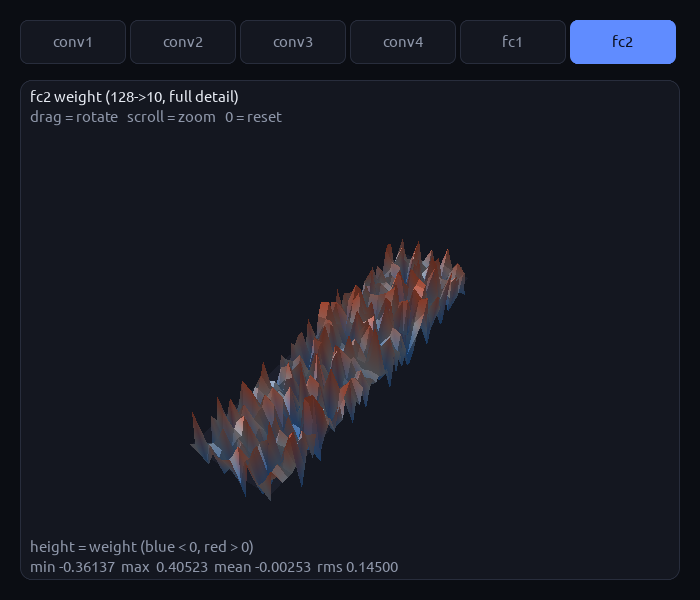 conv1 conv2 conv3 conv4 fc1 fc2
fc2 weight (128->10, full detail)
drag = rotate  scroll = zoom  0 = reset
height = weight (blue < 0, red > 0)
min -0.36137  max  0.40523  mean -0.00253  rms 0.14500